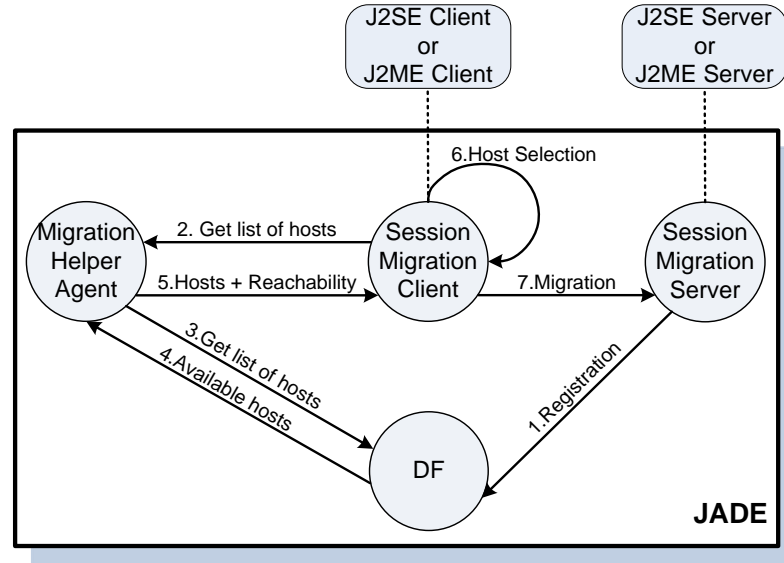 J2SE Client
or
J2ME Client
J2SE Server
or
J2ME Server
6.Host Selection
Migration
Helper
Agent
2. Get list of hosts
5.Hosts + Reachability
Session
Migration
Client
7.Migration
Session
Migration
Server
3.Get list of hosts
4.Available hosts
1.Registration
DF
JADE